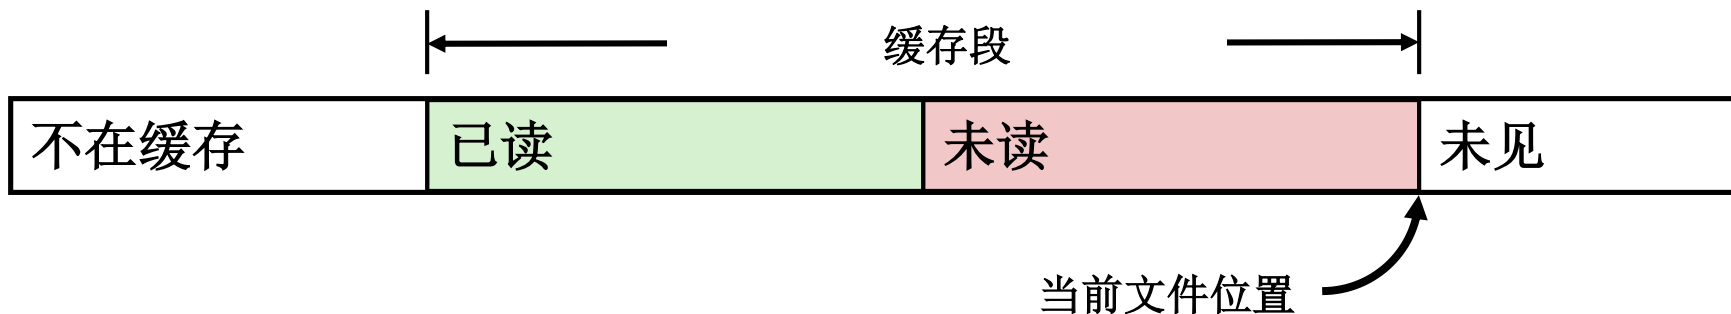 缓存段
不在缓存 已读 未读 未见
当前文件位置